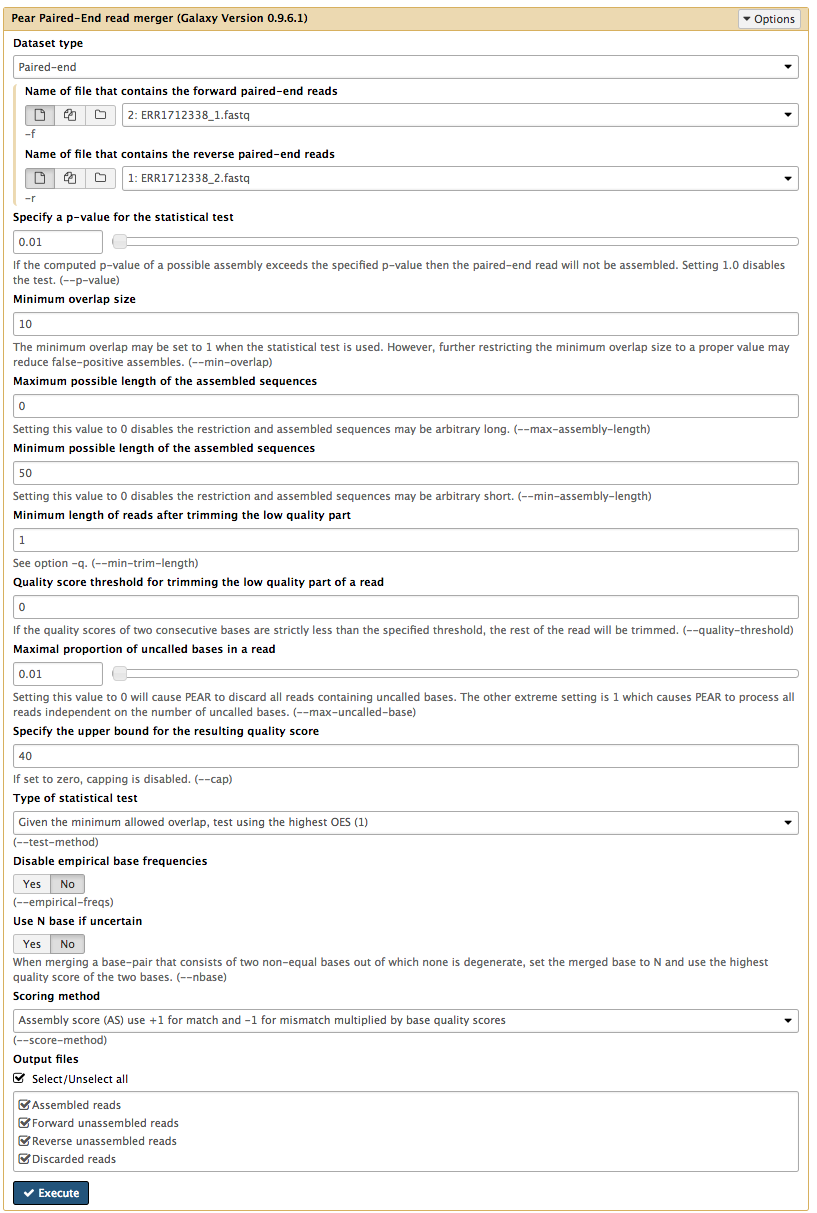 Pear Paired-End read merger (Galaxy Version 0.9.6.1)
Options
Dataset type
Paired-end
Name of file that contains the forward paired-end reads
2: ERR1712338_1.fastq
-f
Name of file that contains the reverse paired-end reads
1: ERR1712338_2.fastq
-r
Specify a p-value for the statistical test
0.01
If the computed p-value of a possible assembly exceeds the specified p-value then the paired-end read will not be assembled. Setting 1.0 disables
the test. (--p-value)
Minimum overlap size
10
The minimum overlap may be set to 1 when the statistical test is used. However, further restricting the minimum overlap size to a proper value may
reduce false-positive assembles. (--min-overlap)
Maximum possible length of the assembled sequences
0
Setting this value to 0 disables the restriction and assembled sequences may be arbitrary long. (--max-assembly-length)
Minimum possible length of the assembled sequences
50
Setting this value to 0 disables the restriction and assembled sequences may be arbitrary short. (--min-assembly-length)
Minimum length of reads after trimming the low quality part
1
See option -q. (--min-trim-length)
Quality score threshold for trimming the low quality part of a read
0
If the quality scores of two consecutive bases are strictly less than the specified threshold, the rest of the read will be trimmed. (--quality-threshold)
Maximal proportion of uncalled bases in a read
0.01
Setting this value to 0 will cause PEAR to discard all reads containing uncalled bases. The other extreme setting is 1 which causes PEAR to process all
reads independent on the number of uncalled bases. (--max-uncalled-base)
Specify the upper bound for the resulting quality score
40
If set to zero, capping is disabled. (--cap)
Type of statistical test
Given the minimum allowed overlap, test using the highest OES (1)
(--test-method)
Disable empirical base frequencies
Yes No
(--empirical-freqs)
Use N base if uncertain
Yes No
When merging a base-pair that consists of two non-equal bases out of which none is degenerate, set the merged base to N and use the highest
quality score of the two bases. (--nbase)
Scoring method
Assembly score (AS) use +1 for match and -1 for mismatch multiplied by base quality scores
(--score-method)
Output files
Select/Unselect all
Assembled reads
Forward unassembled reads
Reverse unassembled reads
Discarded reads
Execute